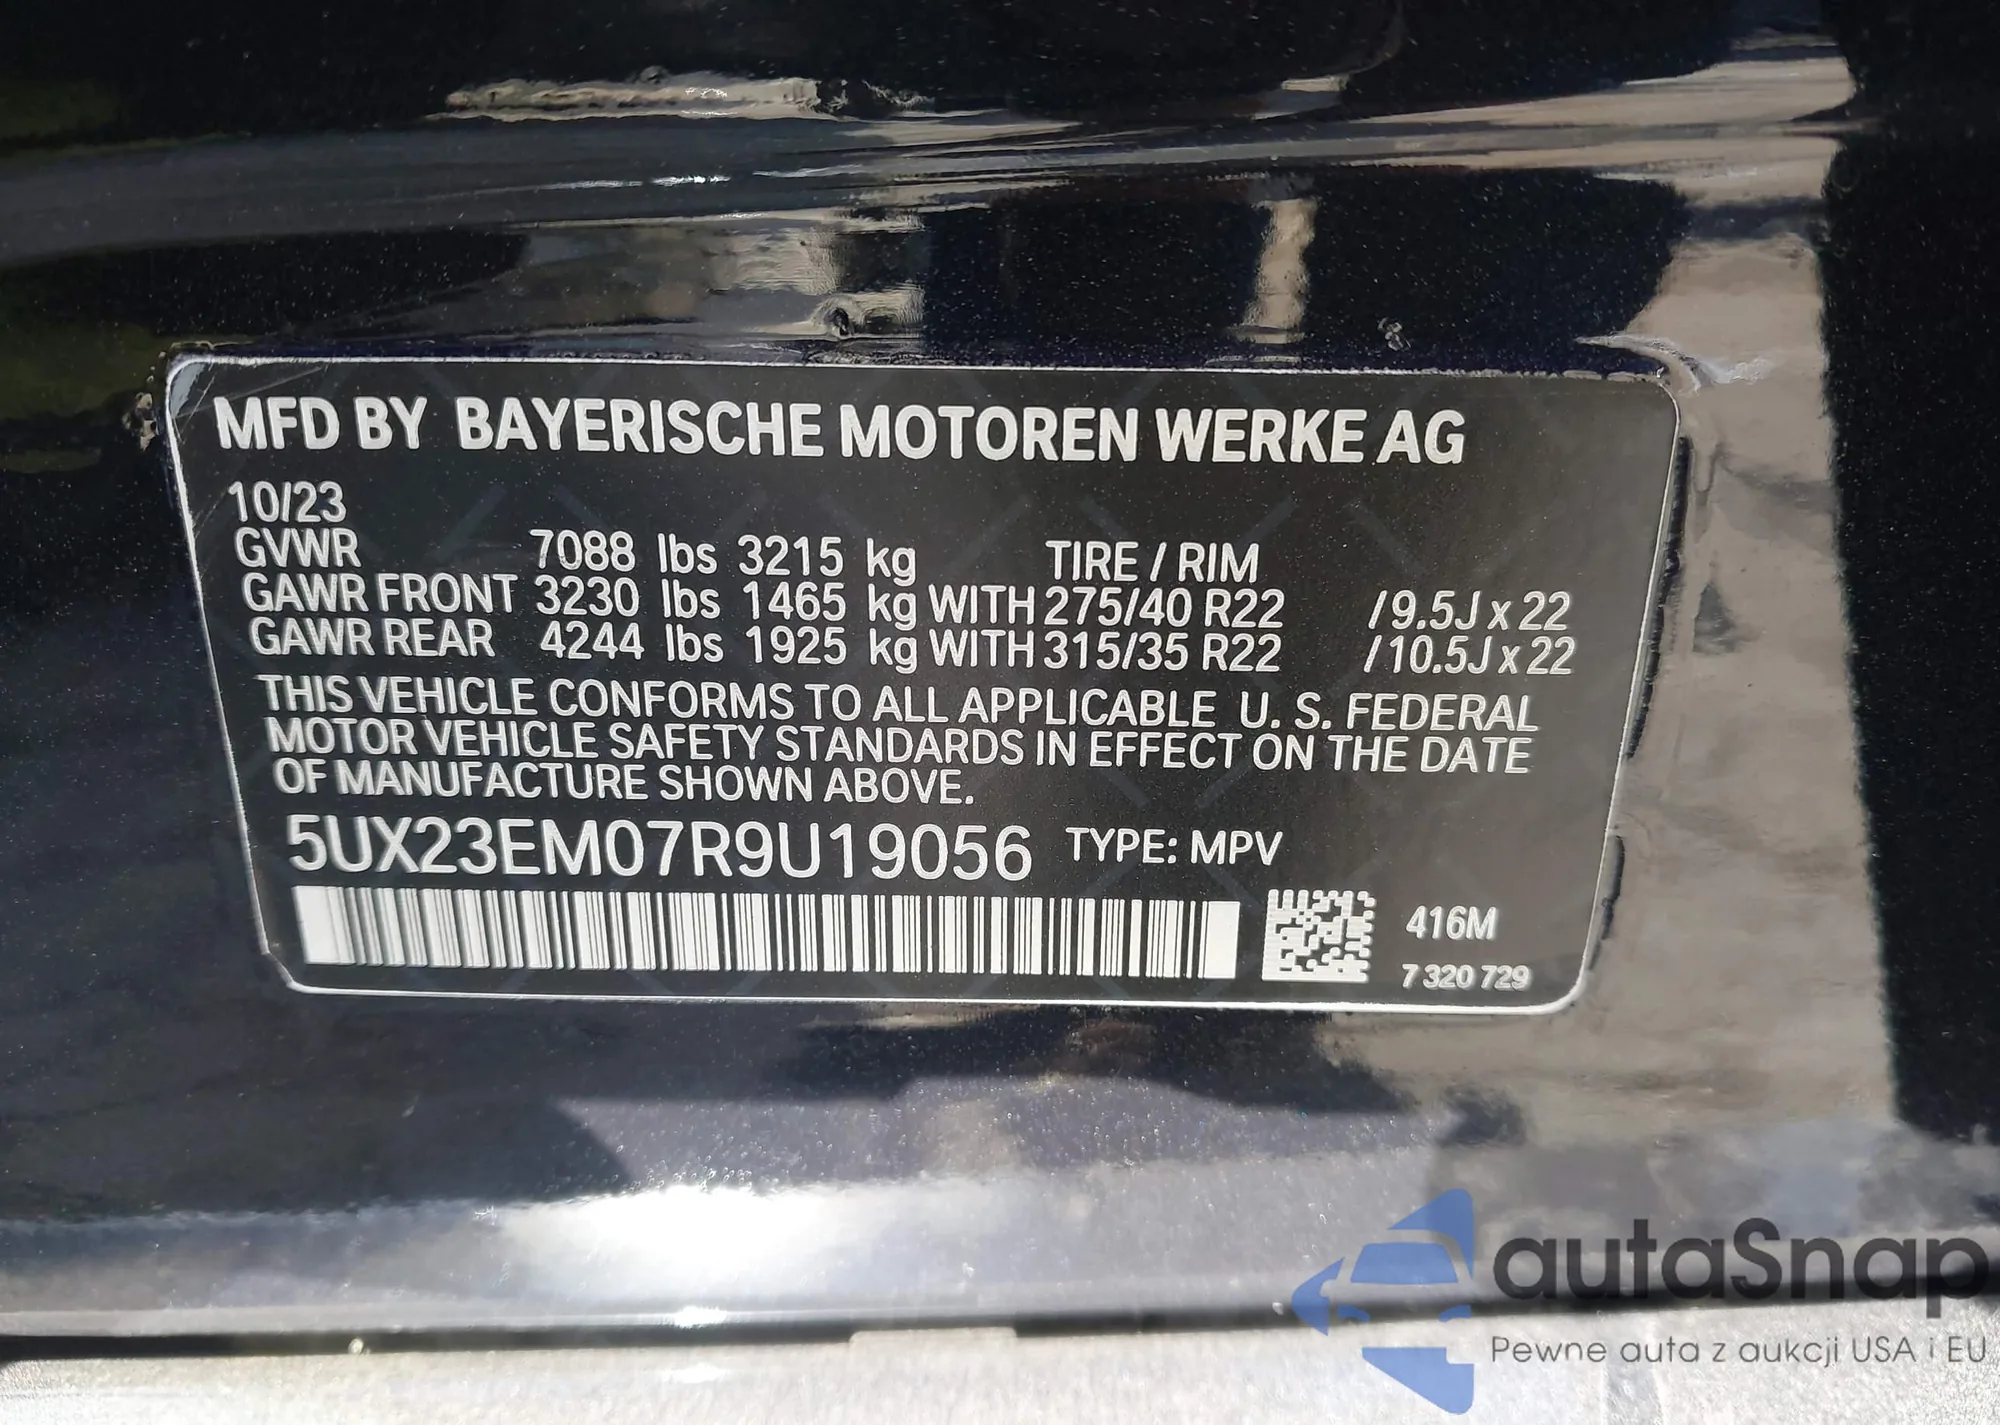 MFD BY BAYERISCHE MOTOREN WERKE AG
10/23
GVWR 7088 lbs 3215 kg TIRE / RIM
GAWR FRONT 3230 lbs 1465 kg WITH 275/40 R22 /9.5J x 22
GAWR REAR 4244 lbs 1925 kg WITH 315/35 R22 /10.5J x 22
THIS VEHICLE CONFORMS TO ALL APPLICABLE U. S. FEDERAL
MOTOR VEHICLE SAFETY STANDARDS IN EFFECT ON THE DATE
OF MANUFACTURE SHOWN ABOVE.
5UX23EM07R9U19056 TYPE: MPV
416M
7 320 729
autaSnap
Pewne auta z aukcji USA i EU